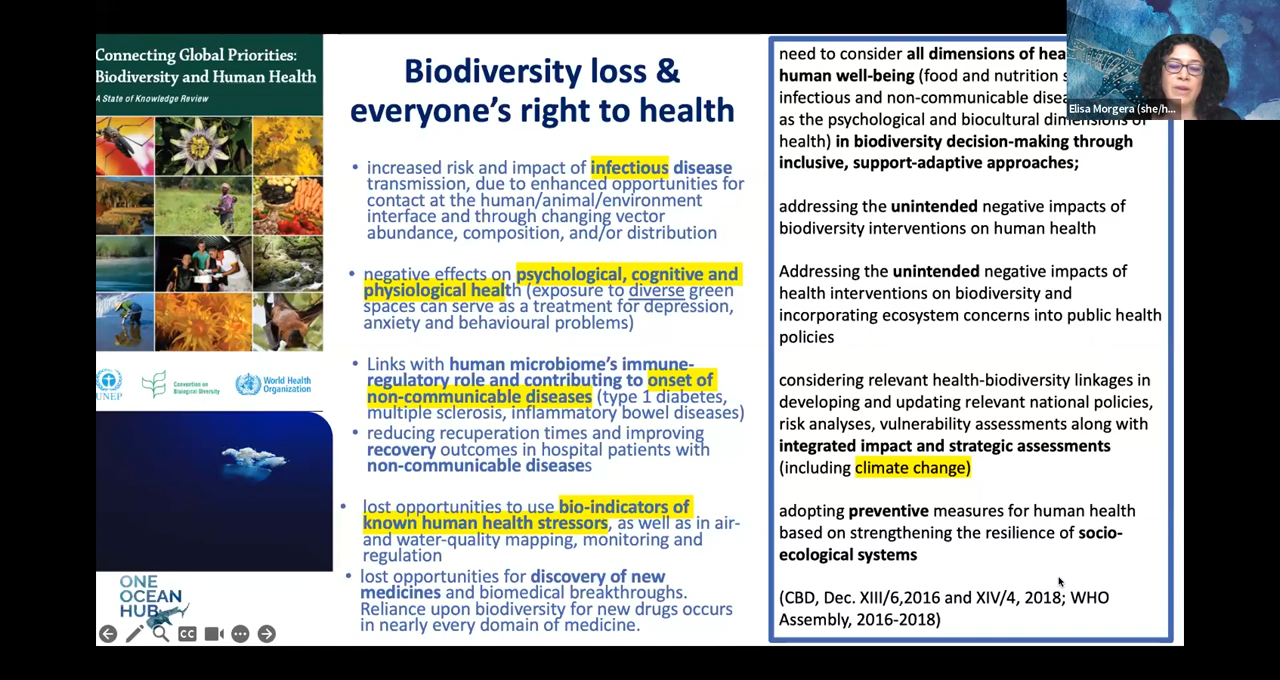 Connecting Global Priorities:
Biodiversity and Human Health
A State of Knowledge Review
UNEP
Convention on
Biological Diversity
World Health
Organization
ONE
OCEAN
HUB
CC
Biodiversity loss &
everyone's right to health
• increased risk and impact of infectious disease
transmission, due to enhanced opportunities for
contact at the human/animal/environment
interface and through changing vector
abundance, composition, and/or distribution
• negative effects on psychological, cognitive and
physiological health (exposure to diverse green
spaces can serve as a treatment for depression,
anxiety and behavioural problems)
• Links with human microbiome's immune-
regulatory role and contributing to onset of
non-communicable diseases (type 1 diabetes,
multiple sclerosis, inflammatory bowel diseases)
• reducing recuperation times and improving
recovery outcomes in hospital patients with
non-communicable diseases
• lost opportunities to use bio-indicators of
known human health stressors, as well as in air-
and water-quality mapping, monitoring and
regulation
• lost opportunities for discovery of new
medicines and biomedical breakthroughs.
Reliance upon biodiversity for new drugs occurs
in nearly every domain of medicine.
need to consider all dimensions of
human well-being (food and nutrition
infectious and non-communicable
as the psychological and biocultural dimensions of
health) in biodiversity decision-making through
inclusive, support-adaptive approaches;
addressing the unintended negative impacts of
biodiversity interventions on human health
Addressing the unintended negative impacts of
health interventions on biodiversity and
incorporating ecosystem concerns into public health
policies
considering relevant health-biodiversity linkages in
developing and updating relevant national policies,
risk analyses, vulnerability assessments along with
integrated impact and strategic assessments
(including climate change)
adopting preventive measures for human health
based on strengthening the resilience of socio-
ecological systems
(CBD, Dec. XIII/6,2016 and XIV/4, 2018; WHO
Assembly, 2016-2018)
Elisa Morgera (she/h...